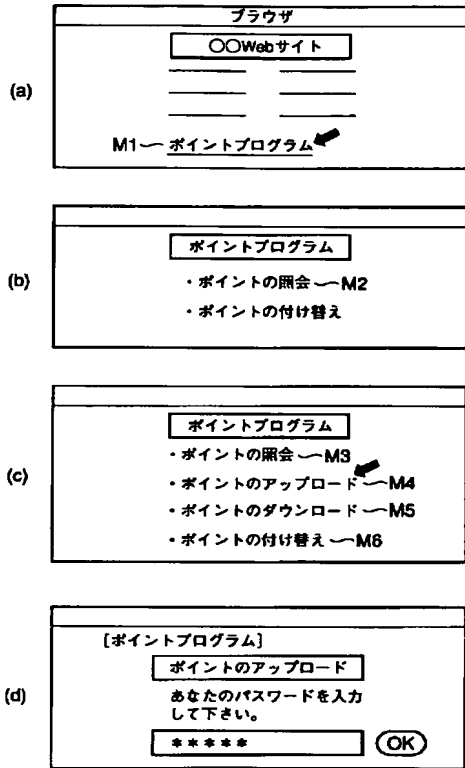 (a)
ブラウザ
〇〇Webサイト
M1 ポイントプログラム
(b)
ポイントプログラム
・ポイントの照会 M2
・ポイントの付け替え
(c)
ポイントプログラム
・ポイントの照会 M3
・ポイントのアップロード M4
・ポイントのダウンロード M5
・ポイントの付け替え M6
(d)
[ポイントプログラム]
ポイントのアップロード
あなたのパスワードを入力
して下さい。
＊＊＊＊＊ OK